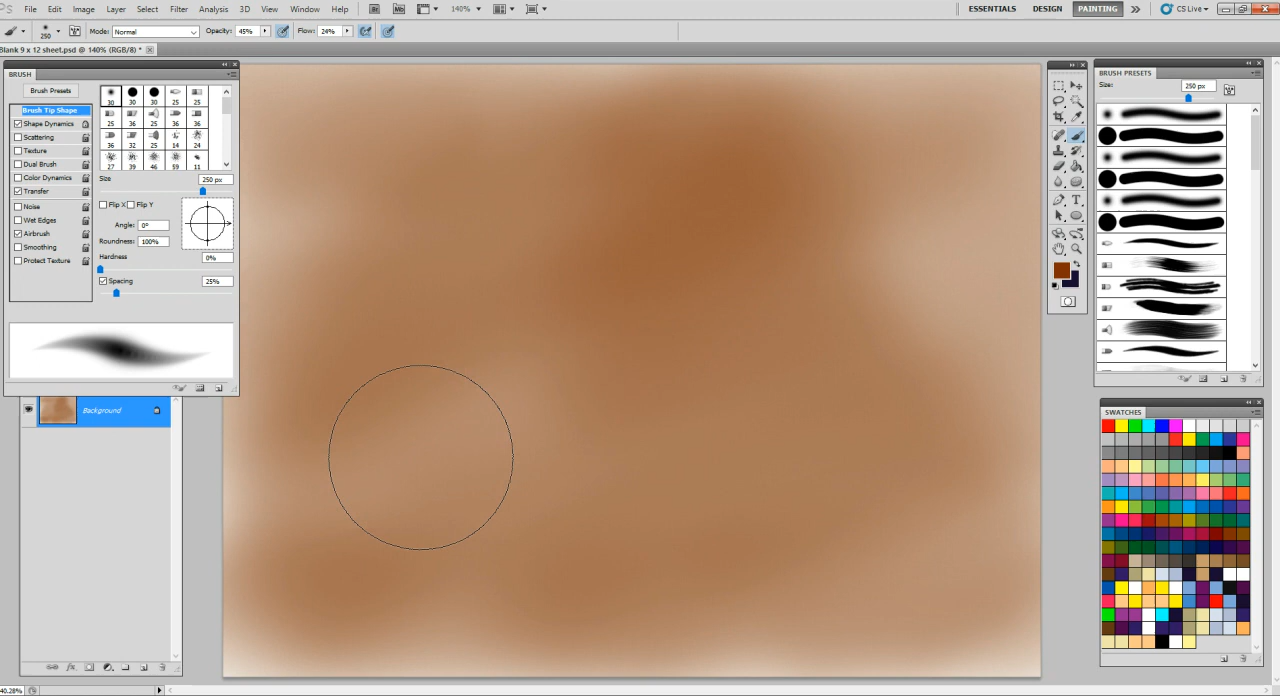 PS File Edit Image Layer Select Filter Analysis 3D View Window Help Br Mb 140% ESSENTIALS DESIGN PAINTING CS Live
250 Mode: Normal Opacity: 45% Flow: 24%
Blank 9 x 12 sheet.psd @ 140% (RGB/8) *
BRUSH
Brush Presets
Brush Tip Shape
Shape Dynamics
Scattering
Texture
Dual Brush
Color Dynamics
Transfer
Noise
Wet Edges
Airbrush
Smoothing
Protect Texture
30 30 30 25 25
25 36 25 36 36
36 32 25 14 24
27 39 46 59 11
Size 250 px
Flip X Flip Y
Angle: 0°
Roundness: 100%
Hardness 0%
Spacing 25%
Background
fx.
40.28%
BRUSH PRESETS
Size: 250 px
T
SWATCHES